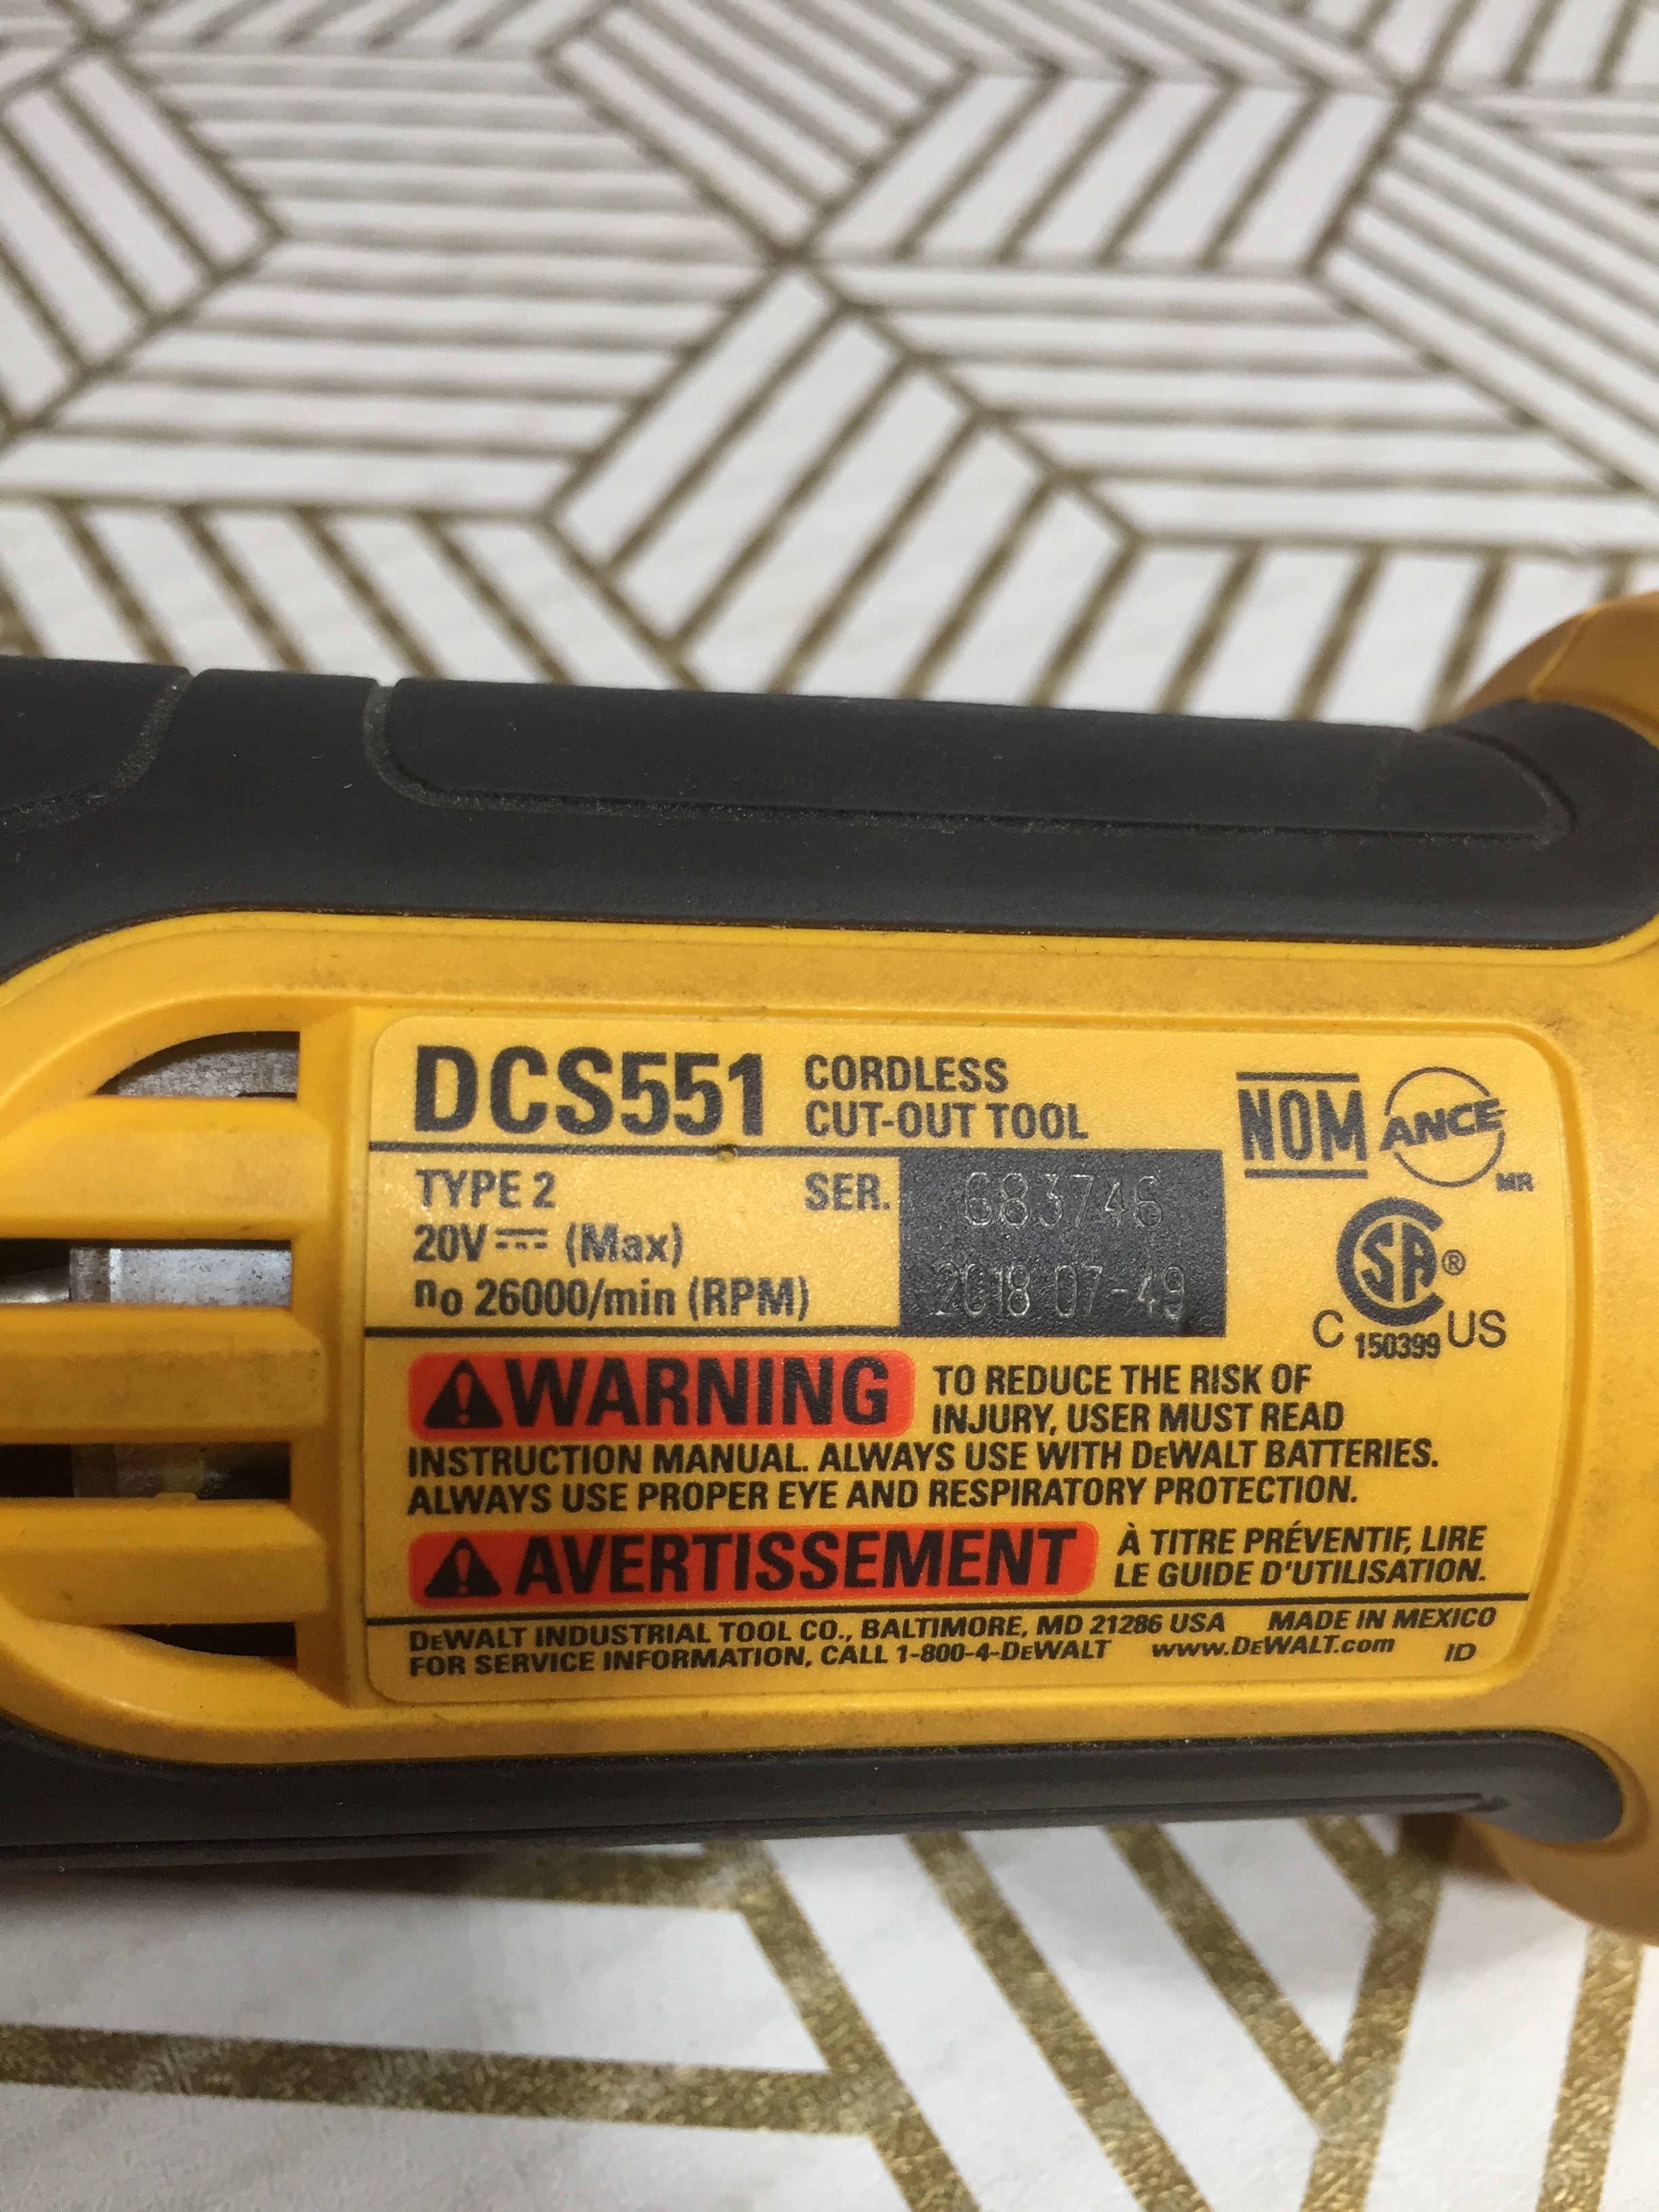 DCS551 CORDLESS
CUT-OUT TOOL
NOM ANCE MR
TYPE 2 SER. 683746
20V (Max)
no 26000/min (RPM) 2018 07-49
CSA®
C 150399 US
WARNING TO REDUCE THE RISK OF
INJURY, USER MUST READ
INSTRUCTION MANUAL. ALWAYS USE WITH DEWALT BATTERIES.
ALWAYS USE PROPER EYE AND RESPIRATORY PROTECTION.
AVERTISSEMENT À TITRE PRÉVENTIF, LIRE
LE GUIDE D'UTILISATION.
DEWALT INDUSTRIAL TOOL CO., BALTIMORE, MD 21286 USA MADE IN MEXICO
FOR SERVICE INFORMATION, CALL 1-800-4-DEWALT www.DEWALT.com ID